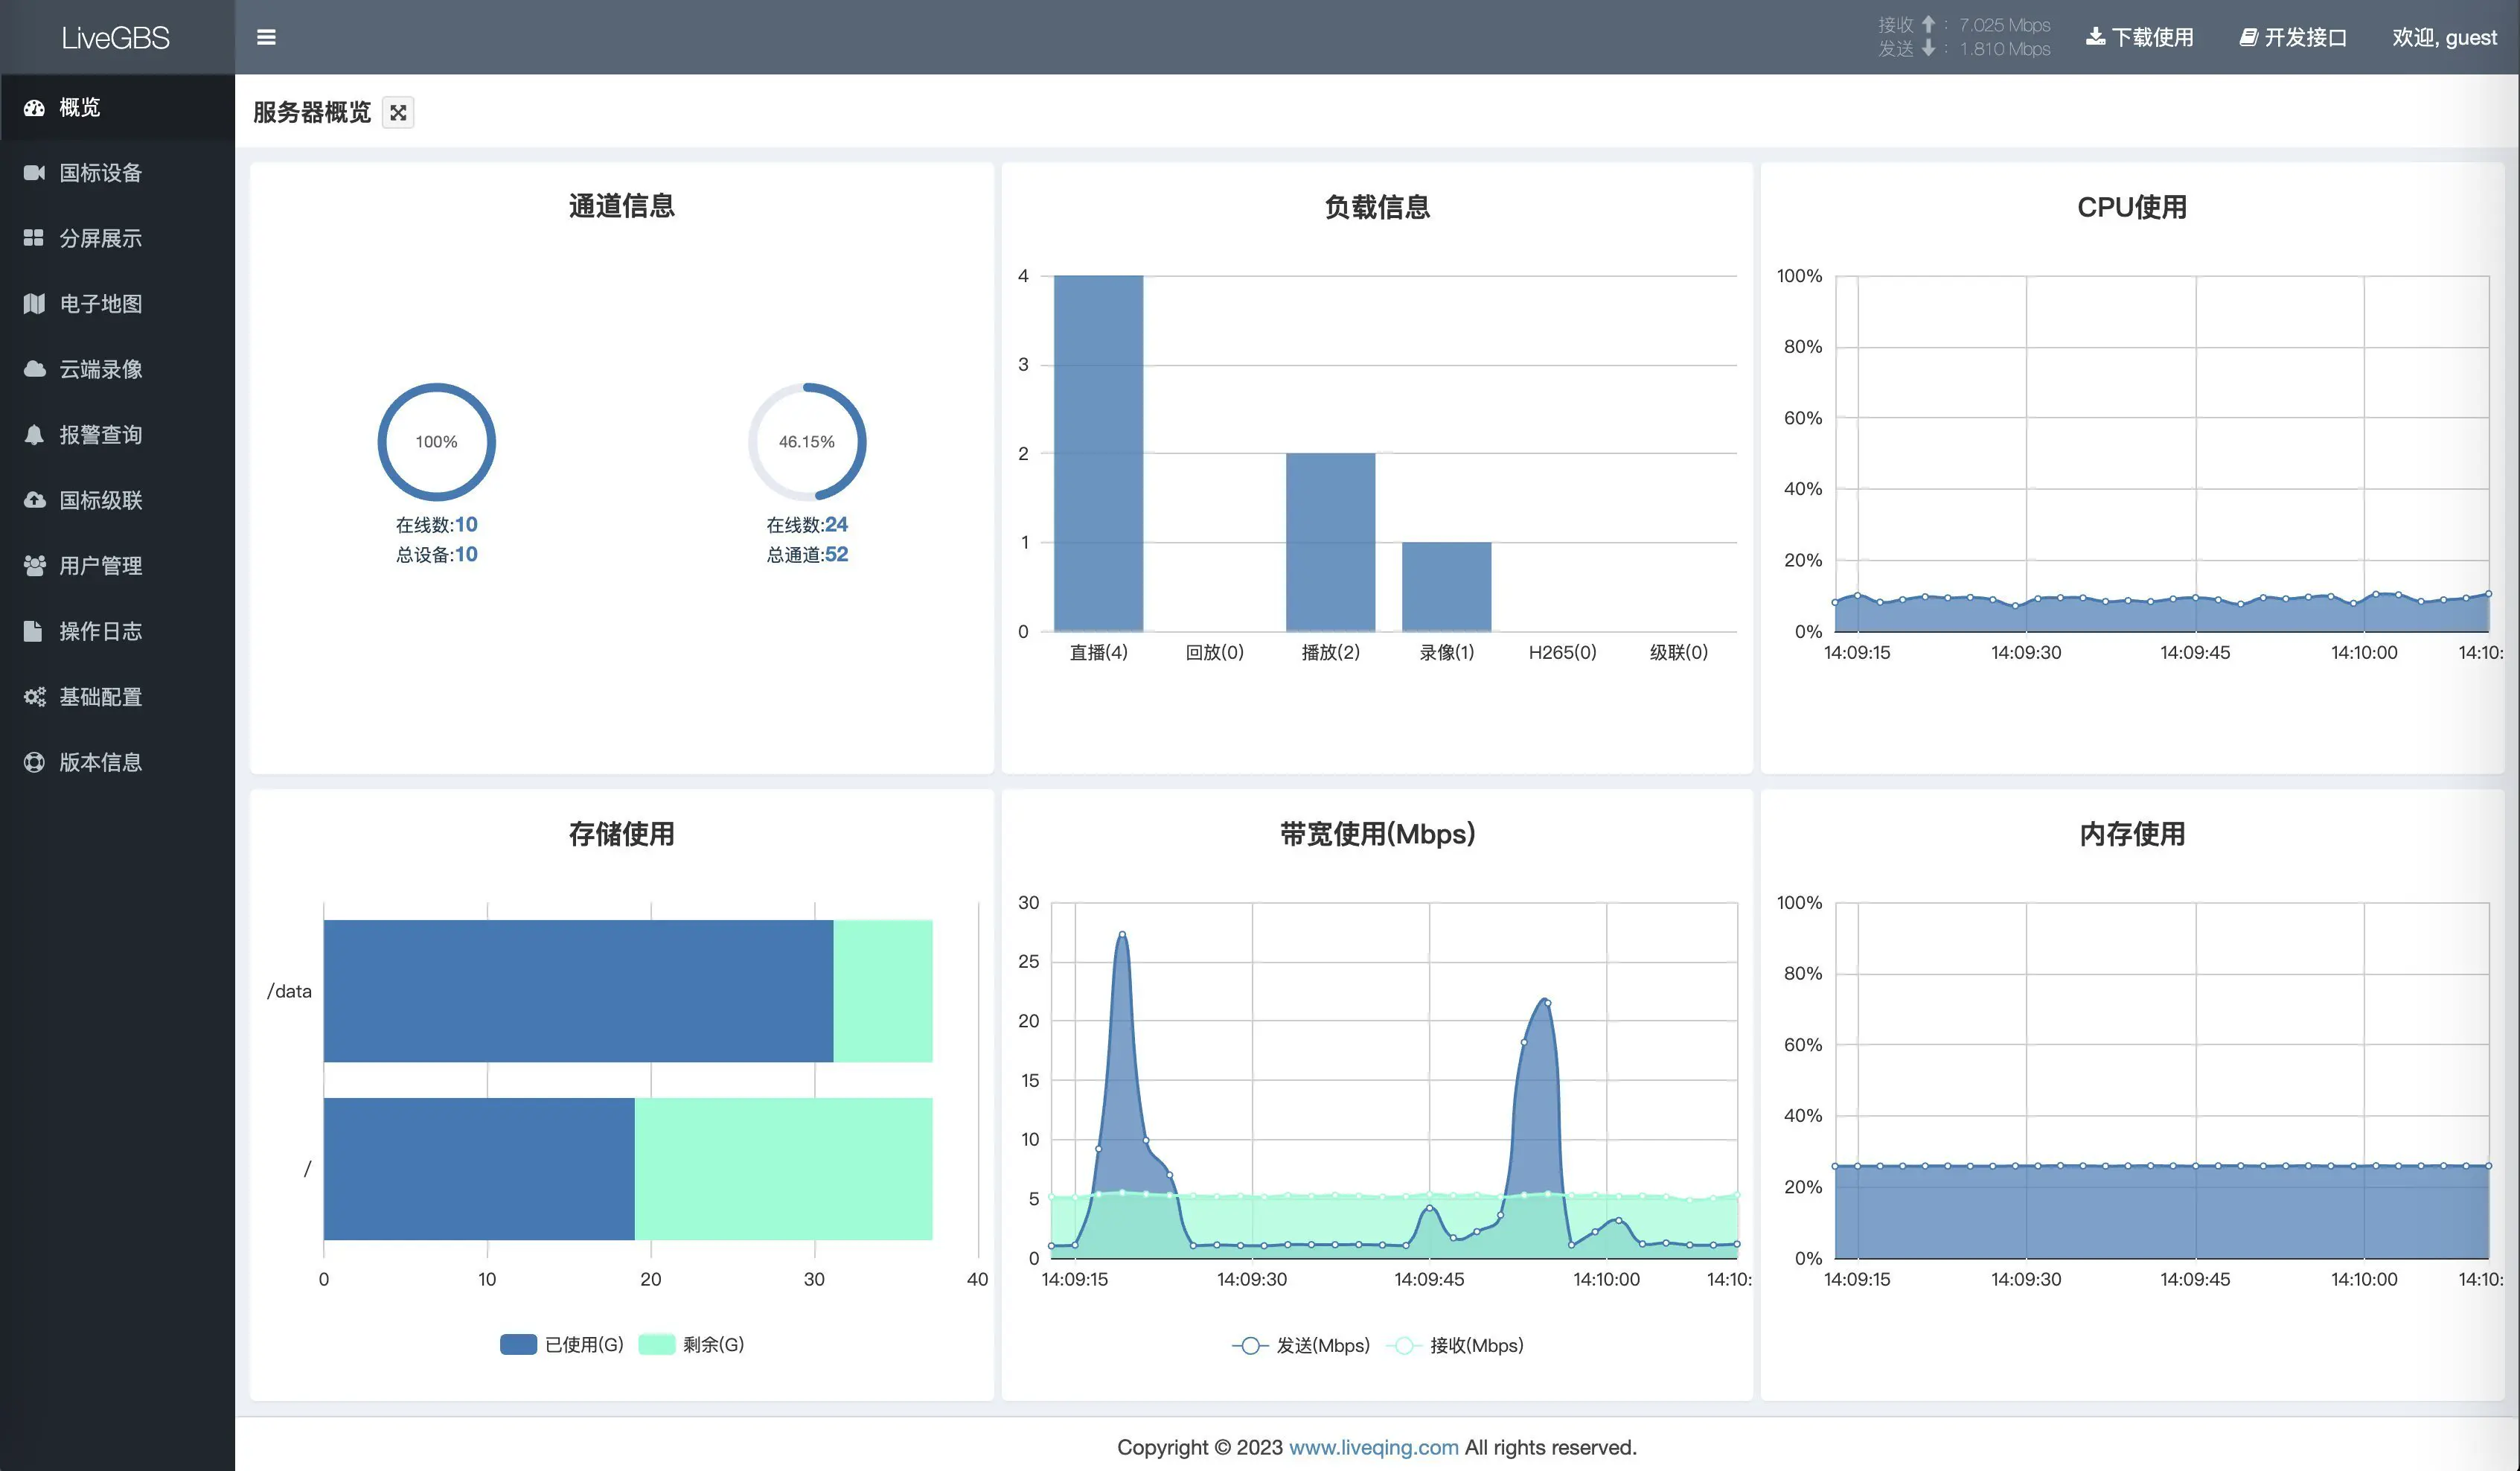 LiveGBS
接收 : 7.025 Mbps
发送 : 1.810 Mbps
下载使用
开发接口
欢迎, guest
概览
国标设备
分屏展示
电子地图
云端录像
报警查询
国标级联
用户管理
操作日志
基础配置
版本信息
服务器概览
通道信息
100%
在线数:10
总设备:10
46.15%
在线数:24
总通道:52
负载信息
4
3
2
1
0
直播(4) 回放(0) 播放(2) 录像(1) H265(0) 级联(0)
CPU使用
100%
80%
60%
40%
20%
0%
14:09:15 14:09:30 14:09:45 14:10:00 14:10:
存储使用
/data
/
0 10 20 30 40
已使用(G) 剩余(G)
带宽使用(Mbps)
30
25
20
15
10
5
0
14:09:15 14:09:30 14:09:45 14:10:00 14:10:
发送(Mbps) 接收(Mbps)
内存使用
100%
80%
60%
40%
20%
0%
14:09:15 14:09:30 14:09:45 14:10:00 14:10:
Copyright © 2023 www.liveqing.com All rights reserved.